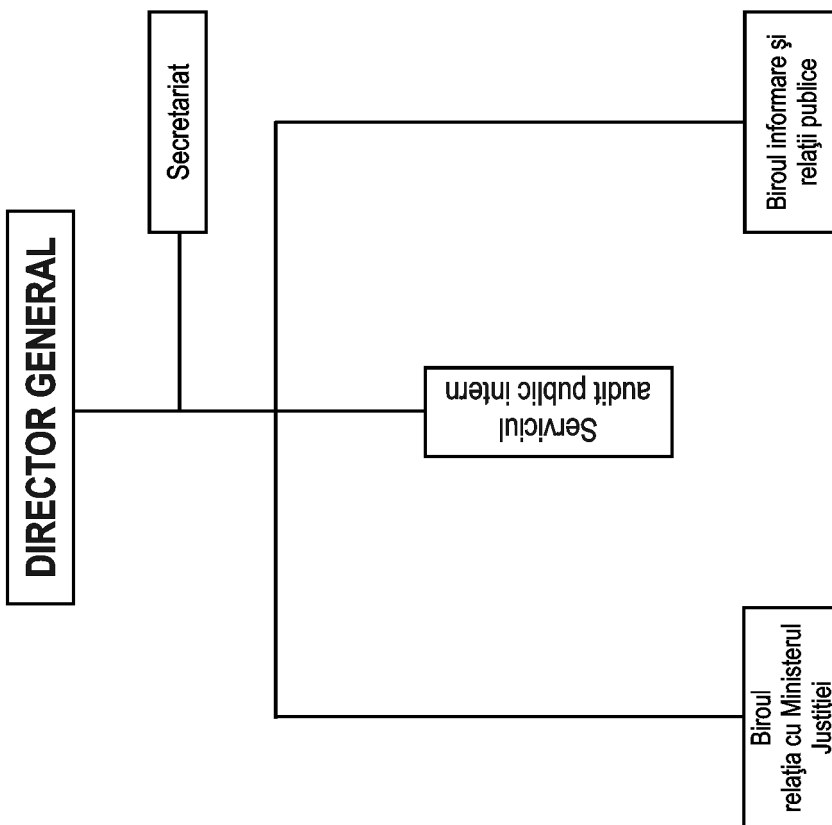 DIRECTOR GENERAL
Secretariat
Serviciul
audit public intern
Biroul
relaţia cu Ministerul
Justiţiei
Biroul informare şi
relaţii publice